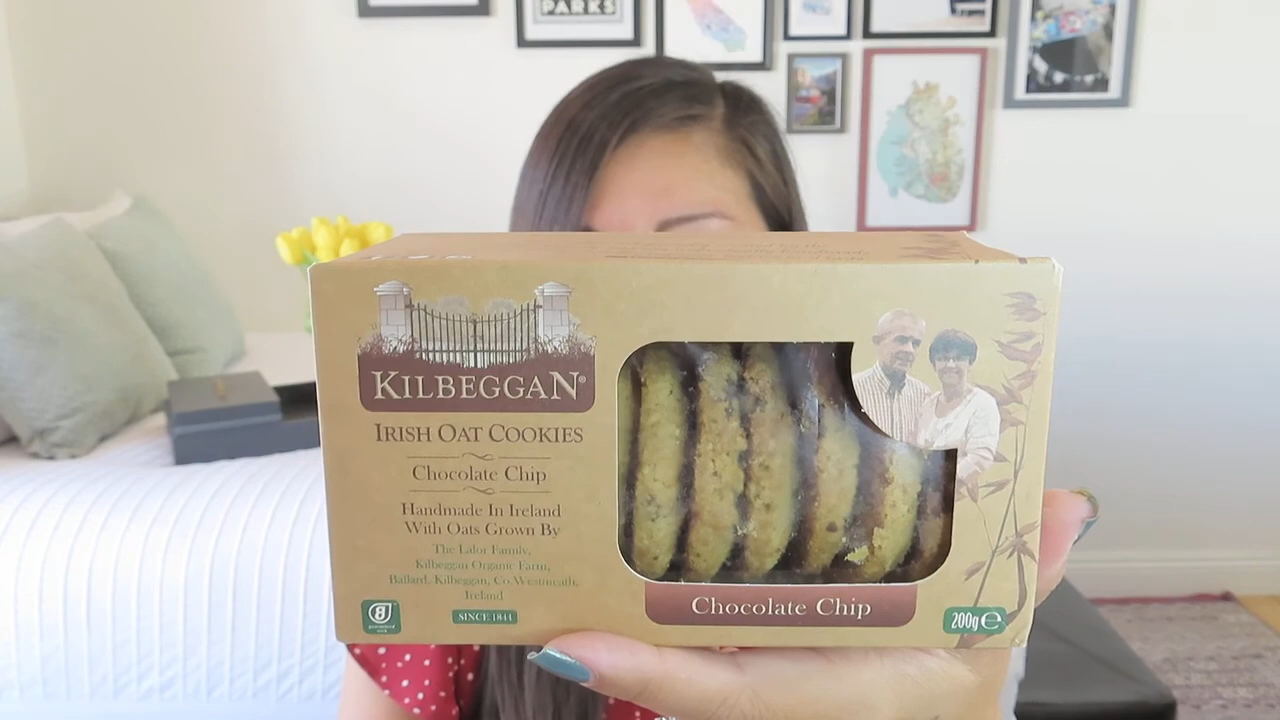 PARKS
KILBEGGAN®
IRISH OAT COOKIES
Chocolate Chip
Handmade In Ireland
With Oats Grown By
The Lalor Family,
Kilbeggan Organic Farm,
Ballard, Kilbeggan, Co.Westmeath,
Ireland
SINCE 1841
Chocolate Chip
200g℮